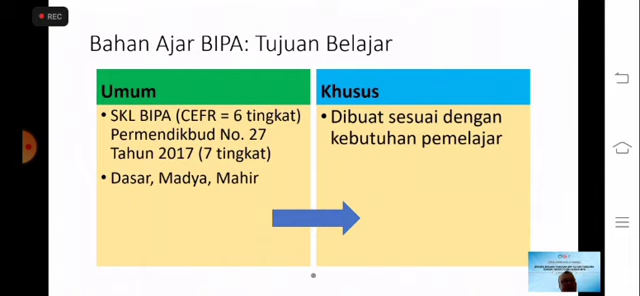 REC
Bahan Ajar BIPA: Tujuan Belajar
Umum
• SKL BIPA (CEFR = 6 tingkat)
Permendikbud No. 27
Tahun 2017 (7 tingkat)
• Dasar, Madya, Mahir
Khusus
• Dibuat sesuai dengan
kebutuhan pemelajar